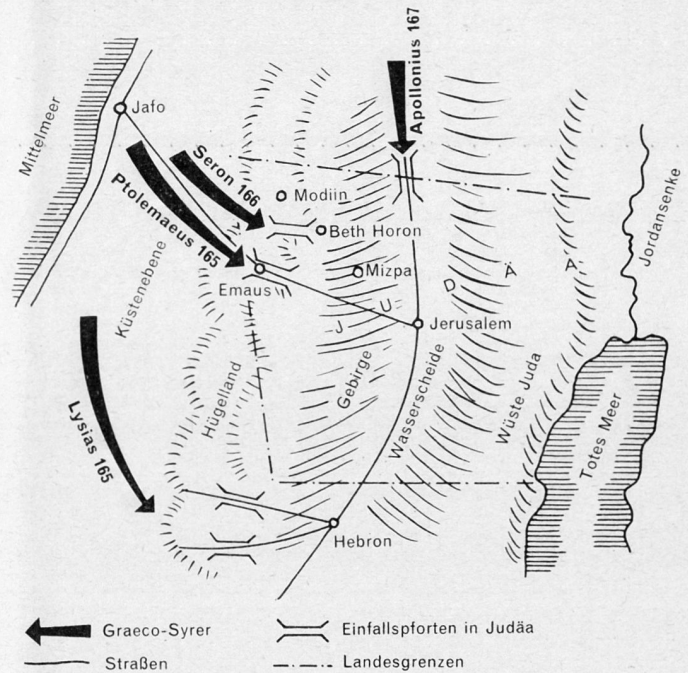 Apollonius 167
Mittelmeer
Jafo
Seron 166
Ptolemaeus 165
Modiin
Beth Horon
Jordansenke
Küstenebene
Emaus
Mizpa
JUDÄA
Jerusalem
Lysias 165
Hügelland
Gebirge
Wasserscheide
Wüste Juda
Totes Meer
Hebron
Graeco-Syrer
Einfallspforten in Judäa
Straßen
Landesgrenzen